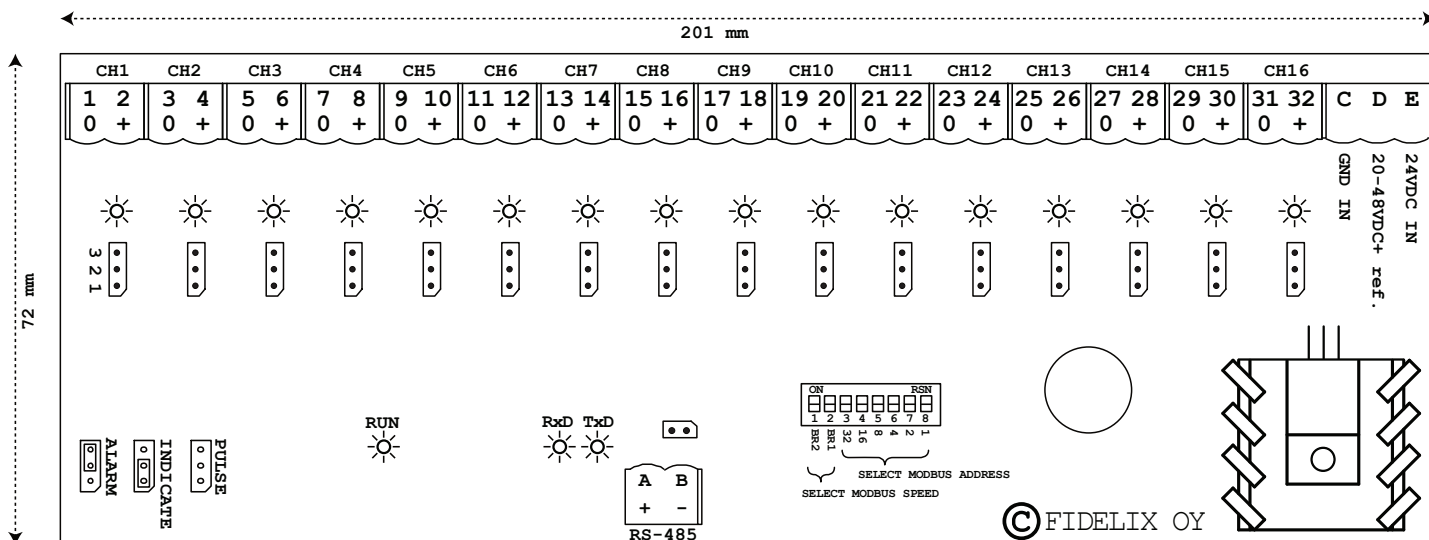 201 mm
72 mm
CH1 CH2 CH3 CH4 CH5 CH6 CH7 CH8 CH9 CH10 CH11 CH12 CH13 CH14 CH15 CH16
1 2 3 4 5 6 7 8 9 10 11 12 13 14 15 16 17 18 19 20 21 22 23 24 25 26 27 28 29 30 31 32 C D E
0 + 0 + 0 + 0 + 0 + 0 + 0 + 0 + 0 + 0 + 0 + 0 + 0 + 0 + 0 + 0 +
GND IN
20-48VDC+ ref.
24VDC IN
3 2 1
ALARM
INDICATE
PULSE
RUN
RxD TxD
A B
+ -
RS-485
ON RSN
1 2 3 4 5 6 7 8
BR2 BR1 32 16 8 4 2 1
SELECT MODBUS ADDRESS
SELECT MODBUS SPEED
© FIDELIX OY